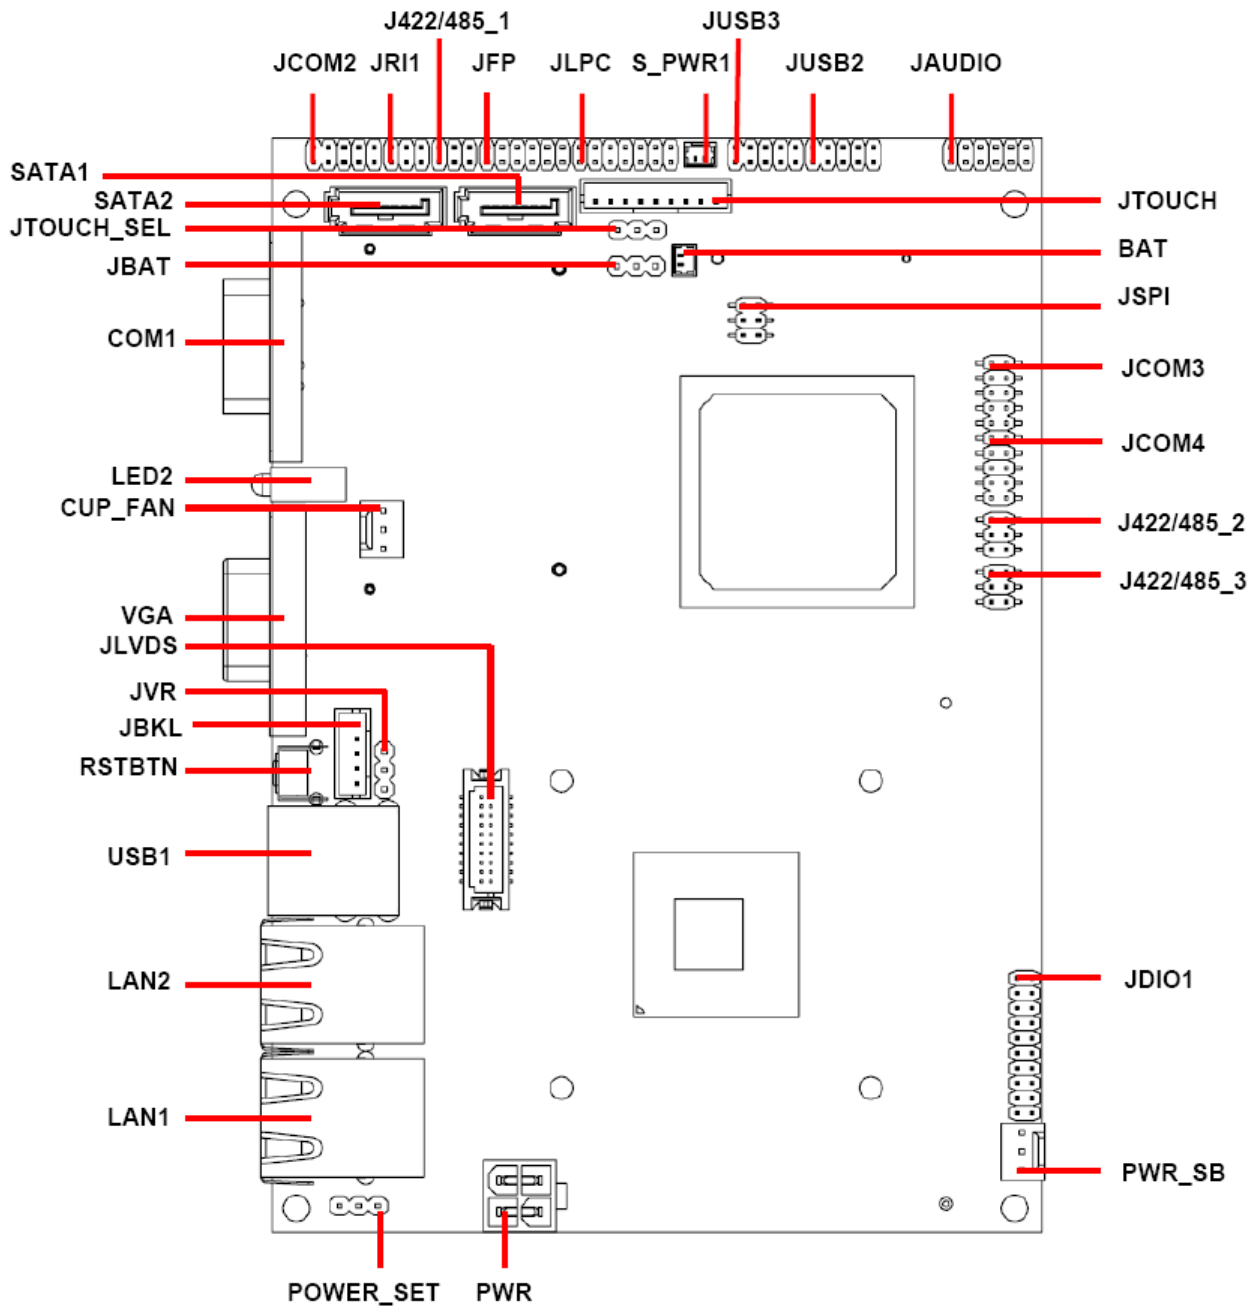 J422/485_1
JUSB3
JCOM2 JRI1 JFP JLPC S_PWR1 JUSB2 JAUDIO
SATA1
SATA2
JTOUCH
JTOUCH_SEL
BAT
JBAT
JSPI
COM1
JCOM3
JCOM4
LED2
CUP_FAN
J422/485_2
J422/485_3
VGA
JLVDS
JVR
JBKL
RSTBTN
USB1
LAN2
JDIO1
LAN1
PWR_SB
POWER_SET PWR